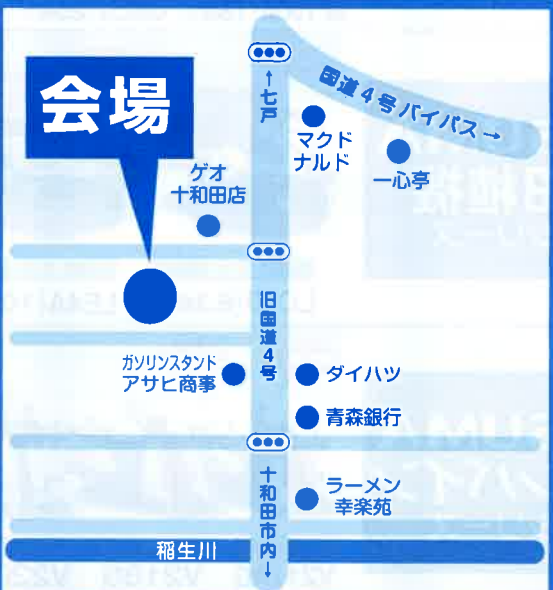 会場
↑七戸
国道4号バイパス→
マクド
ナルド
一心亭
ゲオ
十和田店
旧国道4号
ガソリンスタンド
アサヒ商事
ダイハツ
青森銀行
十和田市内↓
ラーメン
幸楽苑
稲生川